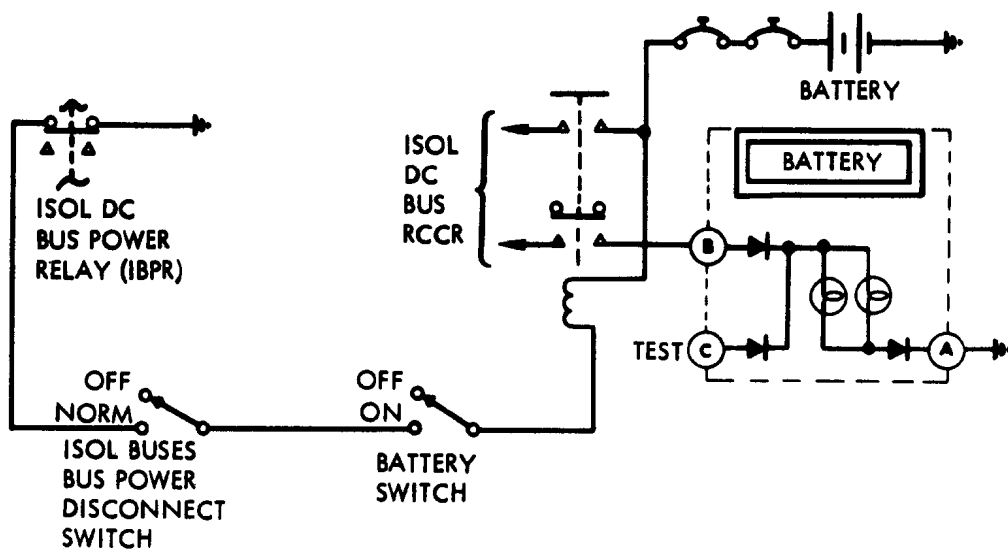 BATTERY
ISOL
DC
BUS
RCCR
BATTERY
ISOL DC
BUS POWER
RELAY (IBPR)
B
TEST
C
A
OFF
NORM
ISOL BUSES
BUS POWER
DISCONNECT
SWITCH
OFF
ON
BATTERY
SWITCH